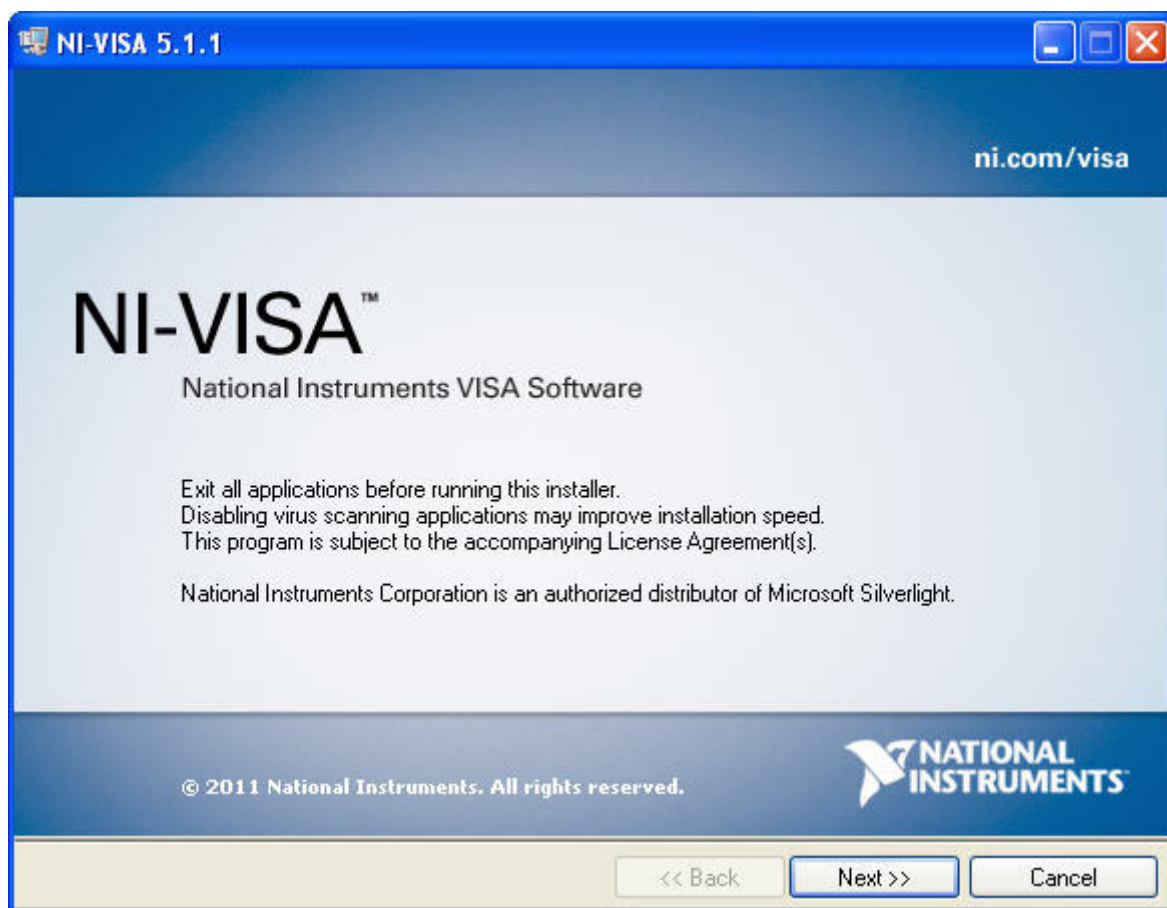 NI-VISA 5.1.1
ni.com/visa
NI-VISA™
National Instruments VISA Software
Exit all applications before running this installer.
Disabling virus scanning applications may improve installation speed.
This program is subject to the accompanying License Agreement(s).
National Instruments Corporation is an authorized distributor of Microsoft Silverlight.
NATIONAL
INSTRUMENTS™
© 2011 National Instruments. All rights reserved.
<< Back Next >> Cancel